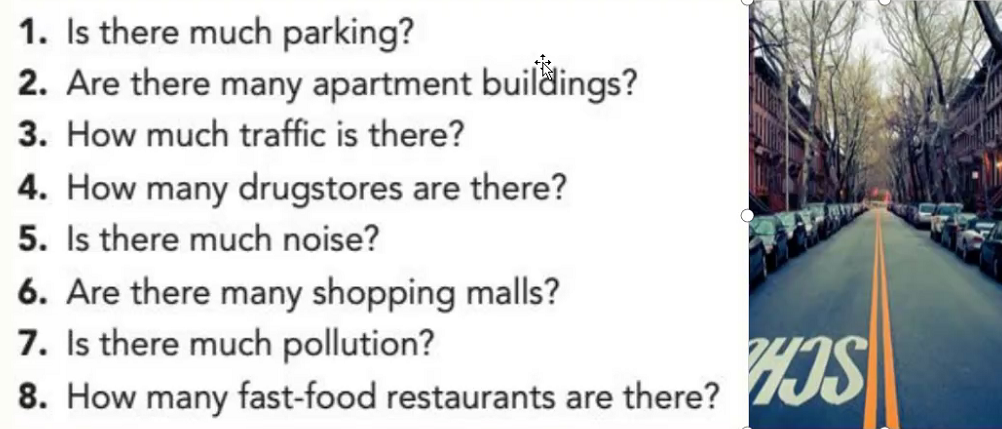 1. Is there much parking?
2. Are there many apartment buildings?
3. How much traffic is there?
4. How many drugstores are there?
5. Is there much noise?
6. Are there many shopping malls?
7. Is there much pollution?
8. How many fast-food restaurants are there?
SCHO